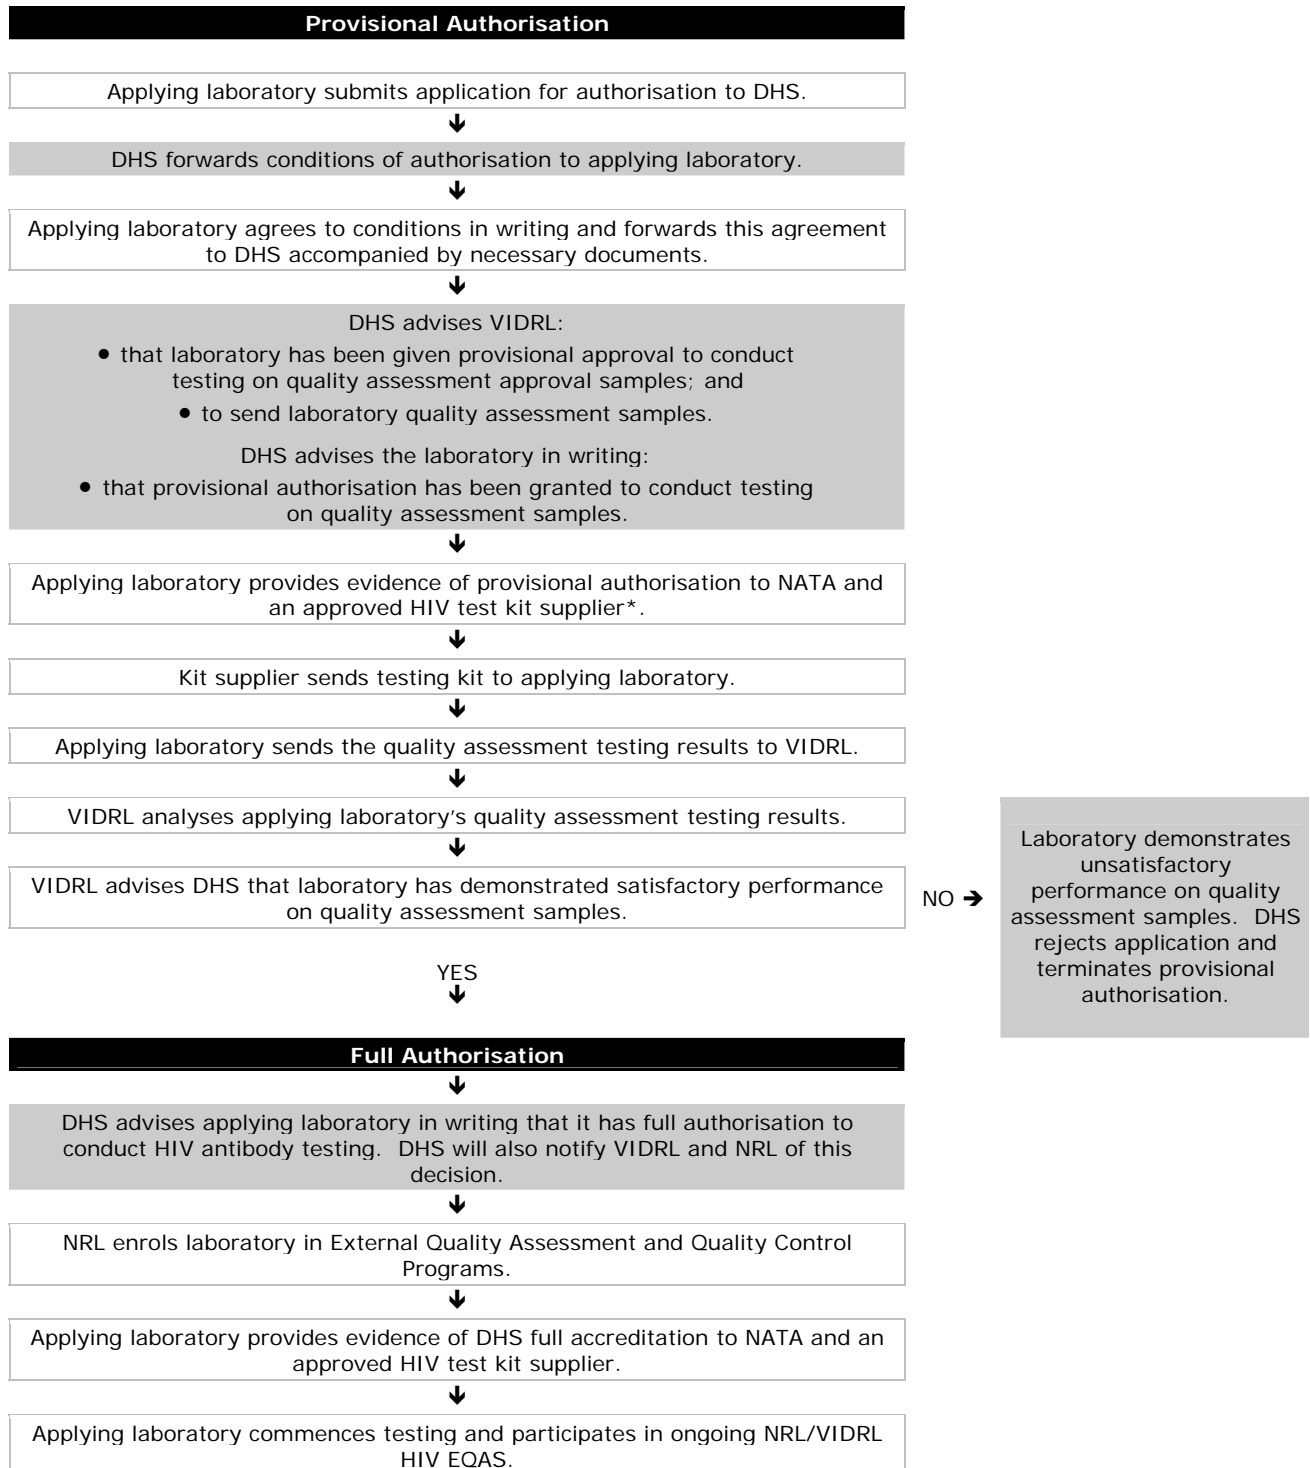 Provisional Authorisation
Applying laboratory submits application for authorisation to DHS.
DHS forwards conditions of authorisation to applying laboratory.
Applying laboratory agrees to conditions in writing and forwards this agreement
to DHS accompanied by necessary documents.
DHS advises VIDRL:
• that laboratory has been given provisional approval to conduct
testing on quality assessment approval samples; and
• to send laboratory quality assessment samples.
DHS advises the laboratory in writing:
• that provisional authorisation has been granted to conduct testing
on quality assessment samples.
Applying laboratory provides evidence of provisional authorisation to NATA and
an approved HIV test kit supplier*.
Kit supplier sends testing kit to applying laboratory.
Applying laboratory sends the quality assessment testing results to VIDRL.
VIDRL analyses applying laboratory's quality assessment testing results.
VIDRL advises DHS that laboratory has demonstrated satisfactory performance
on quality assessment samples.
NO ➔
Laboratory demonstrates
unsatisfactory
performance on quality
assessment samples. DHS
rejects application and
terminates provisional
authorisation.
YES
Full Authorisation
DHS advises applying laboratory in writing that it has full authorisation to
conduct HIV antibody testing. DHS will also notify VIDRL and NRL of this
decision.
NRL enrols laboratory in External Quality Assessment and Quality Control
Programs.
Applying laboratory provides evidence of DHS full accreditation to NATA and an
approved HIV test kit supplier.
Applying laboratory commences testing and participates in ongoing NRL/VIDRL
HIV EQAS.